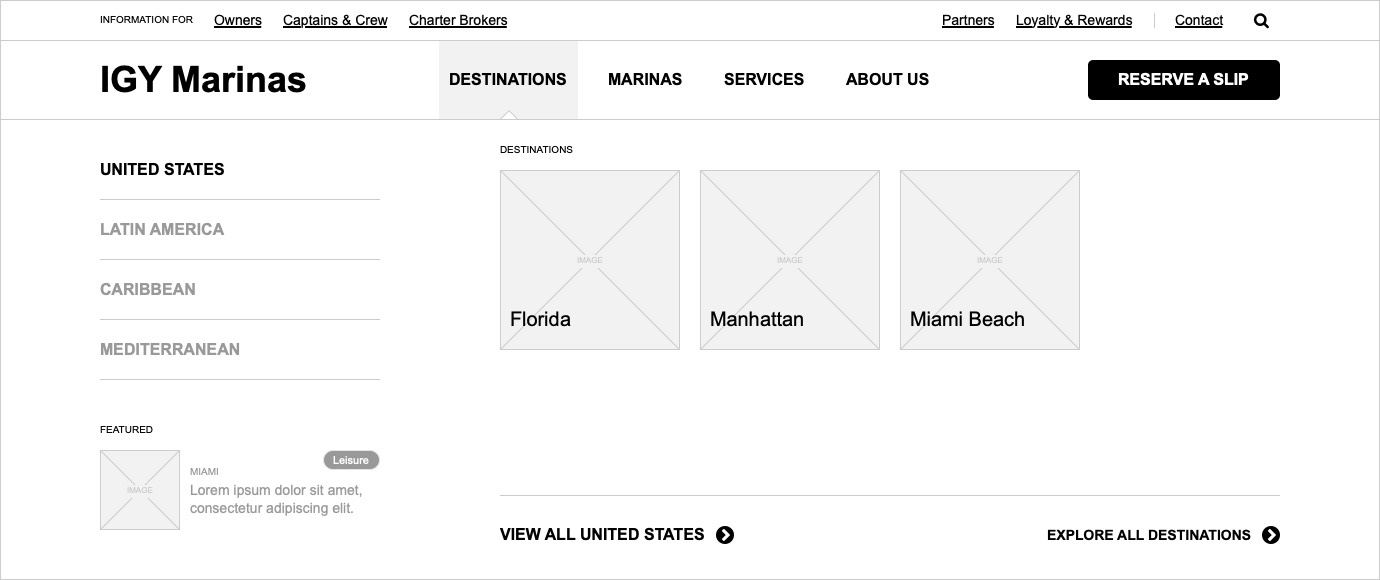 INFORMATION FOR Owners Captains & Crew Charter Brokers Partners Loyalty & Rewards Contact
IGY Marinas DESTINATIONS MARINAS SERVICES ABOUT US RESERVE A SLIP
UNITED STATES
LATIN AMERICA
CARIBBEAN
MEDITERRANEAN
FEATURED
IMAGE
Leisure
MIAMI
Lorem ipsum dolor sit amet,
consectetur adipiscing elit.
DESTINATIONS
IMAGE IMAGE IMAGE
Florida Manhattan Miami Beach
VIEW ALL UNITED STATES EXPLORE ALL DESTINATIONS